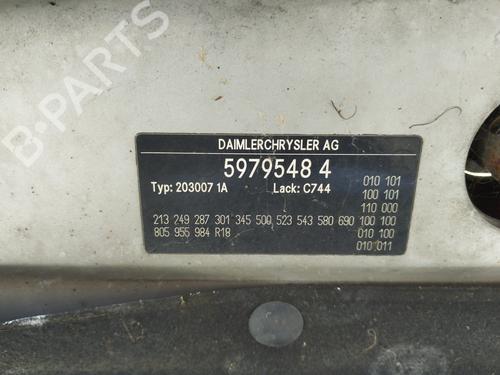 B-PARTS
DAIMLERCHRYSLER AG
5979548 4
Typ: 203007 1A Lack: C744 010 101
100 101
110 000
213 249 287 301 345 500 523 543 580 690 100 100
805 955 984 R18 010 100
010 011